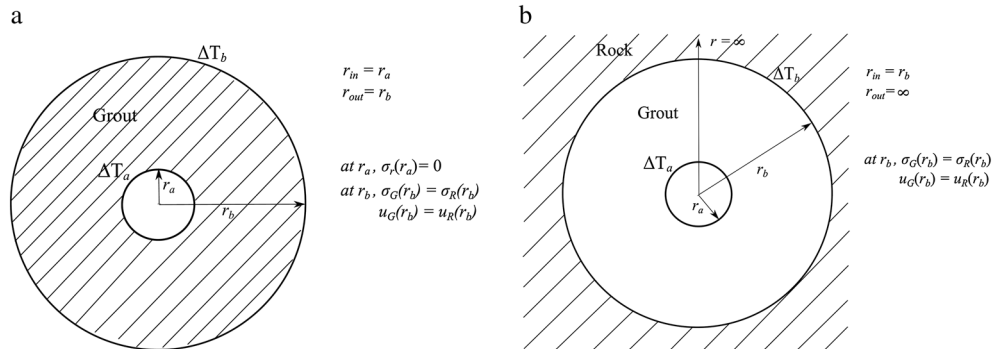 a
ΔT_b
Grout
ΔT_a
r_a
r_b
r_in = r_a
r_out = r_b
at r_a, σ_r(r_a) = 0
at r_b, σ_G(r_b) = σ_R(r_b)
u_G(r_b) = u_R(r_b)
b
Rock
r = ∞
ΔT_b
Grout
ΔT_a
r_b
r_a
r_in = r_b
r_out = ∞
at r_b, σ_G(r_b) = σ_R(r_b)
u_G(r_b) = u_R(r_b)